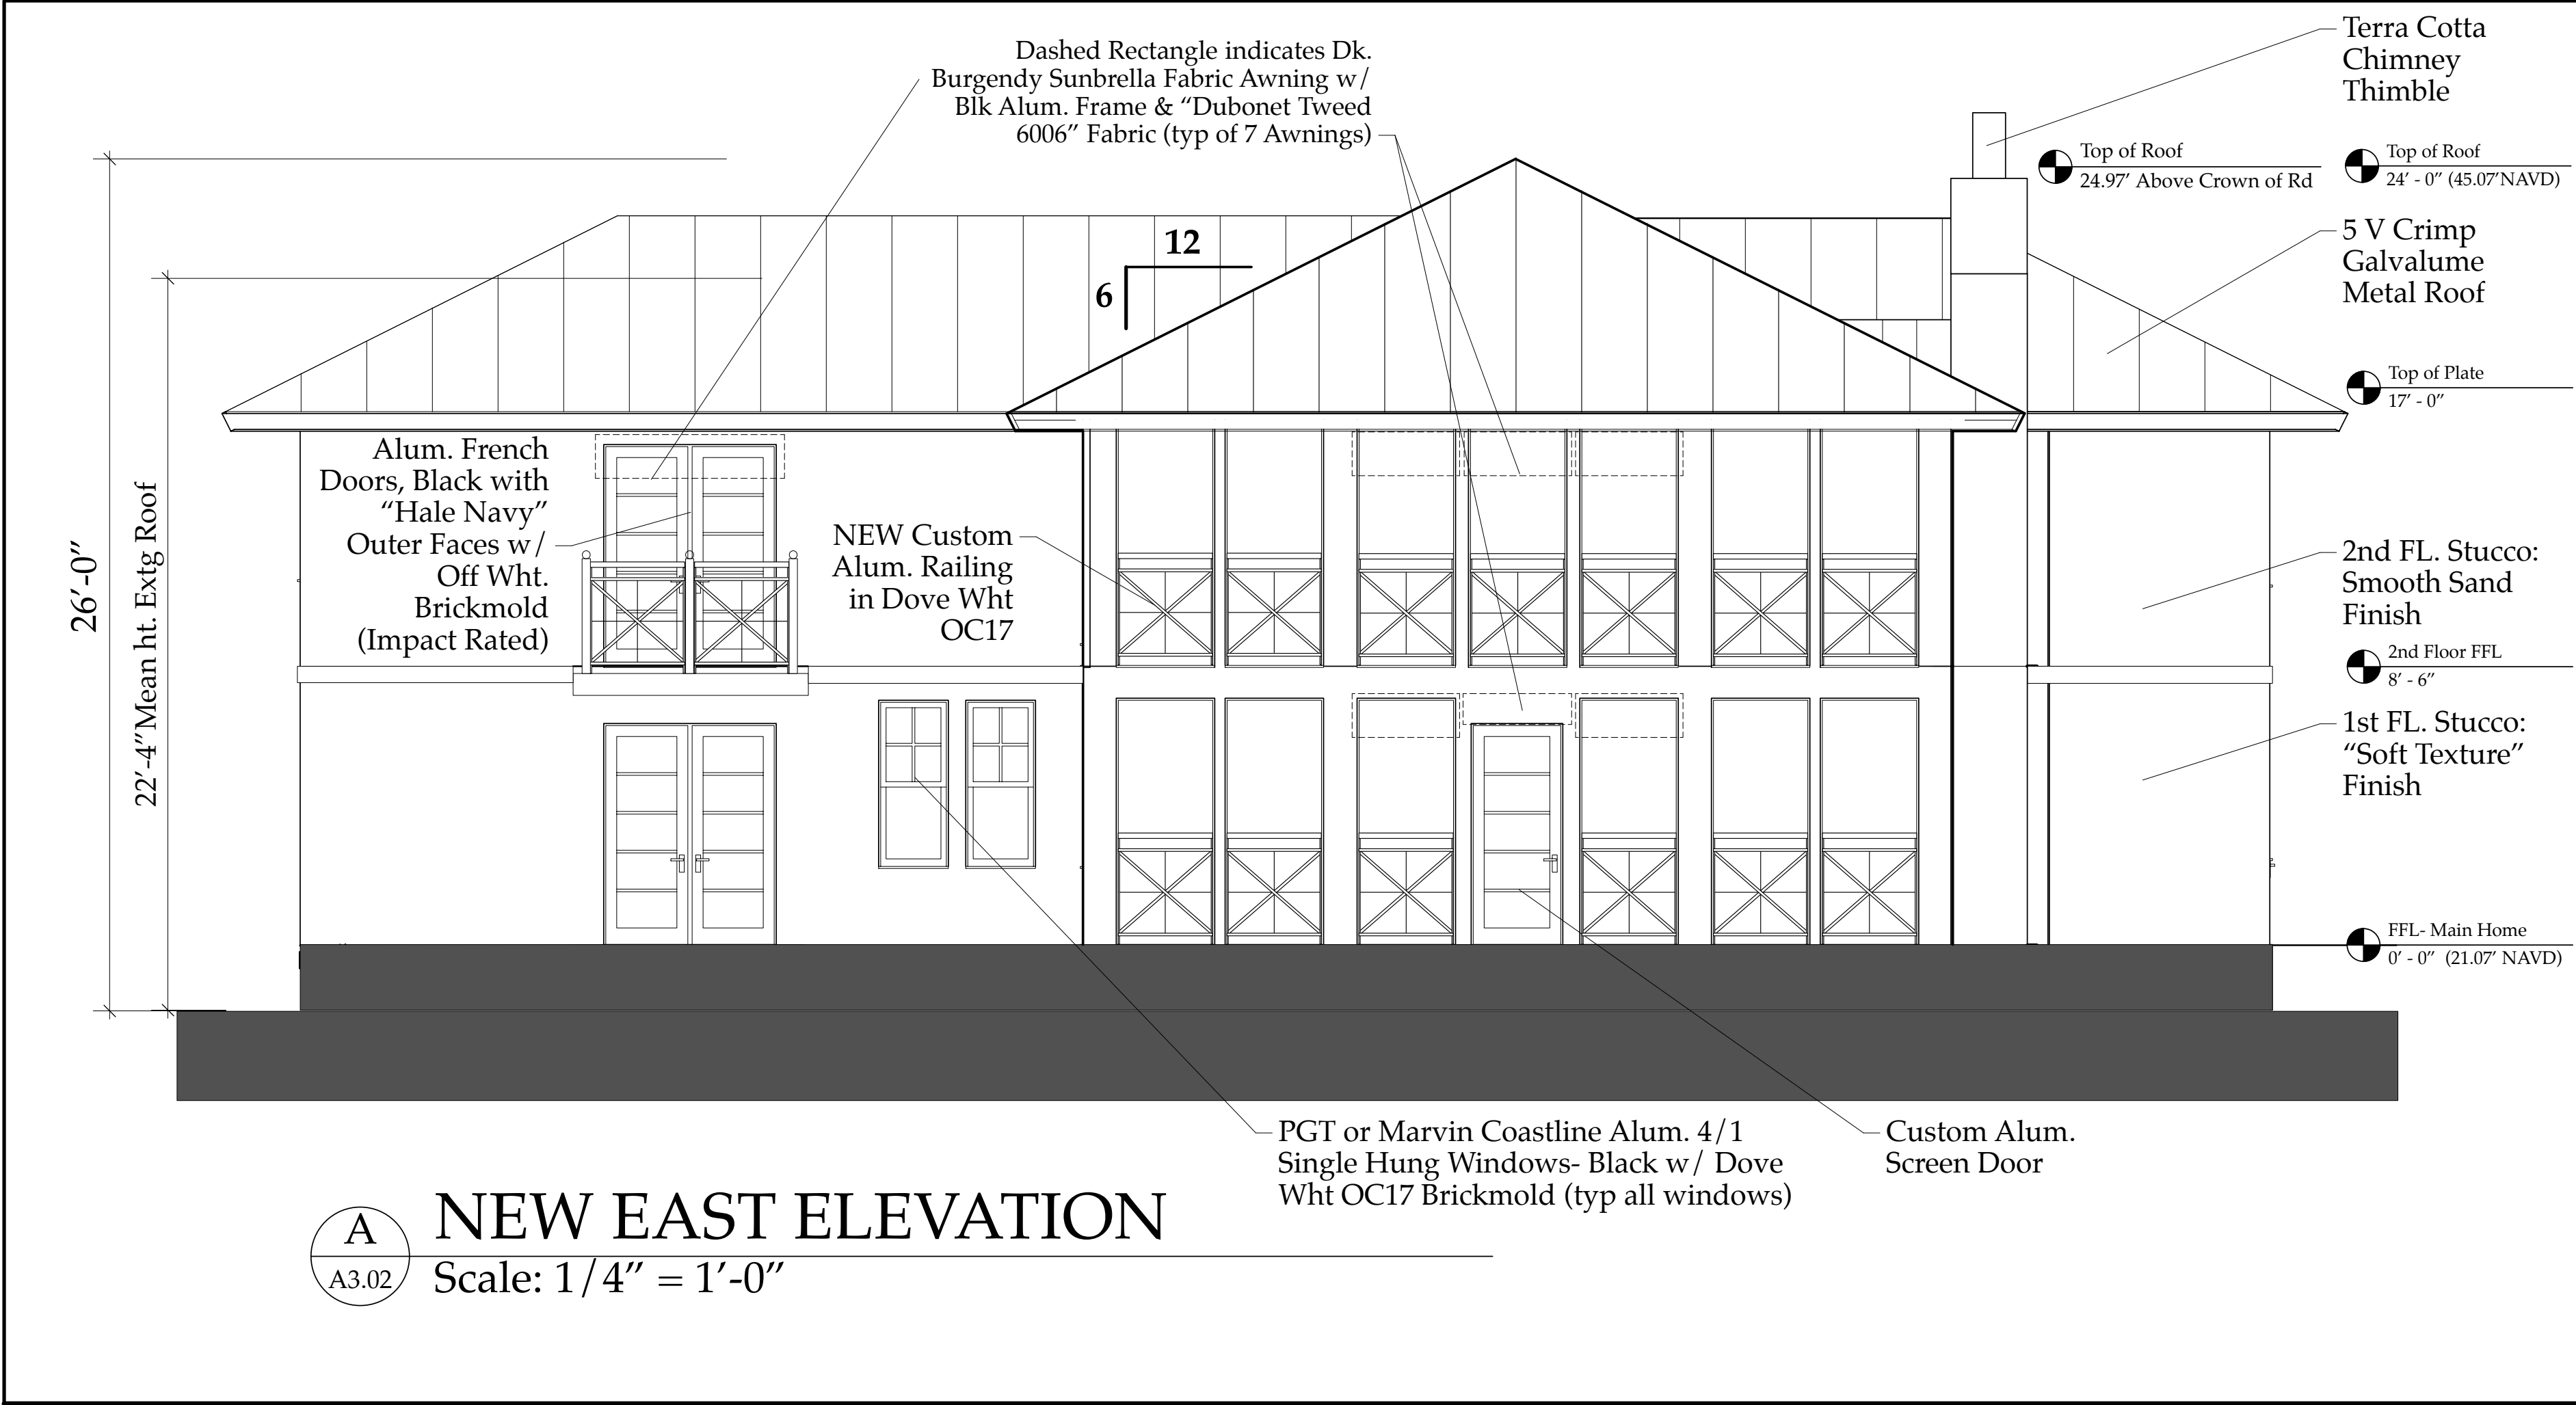 Dashed Rectangle indicates Dk.
Burgendy Sunbrella Fabric Awning w/
Blk Alum. Frame & “Dubonet Tweed
6006” Fabric (typ of 7 Awnings)
Terra Cotta
Chimney
Thimble
Top of Roof
24.97' Above Crown of Rd
Top of Roof
24' - 0” (45.07'NAVD)
5 V Crimp
Galvalume
Metal Roof
12
6
Top of Plate
17' - 0”
26'-0”
22'-4”Mean ht. Extg Roof
Alum. French
Doors, Black with
“Hale Navy”
Outer Faces w/
Off Wht.
Brickmold
(Impact Rated)
NEW Custom
Alum. Railing
in Dove Wht
OC17
2nd FL. Stucco:
Smooth Sand
Finish
2nd Floor FFL
8' - 6”
1st FL. Stucco:
“Soft Texture”
Finish
FFL- Main Home
0' - 0” (21.07' NAVD)
PGT or Marvin Coastline Alum. 4/1
Single Hung Windows- Black w/ Dove
Wht OC17 Brickmold (typ all windows)
Custom Alum.
Screen Door
A
A3.02
NEW EAST ELEVATION
Scale: 1/4” = 1'-0”